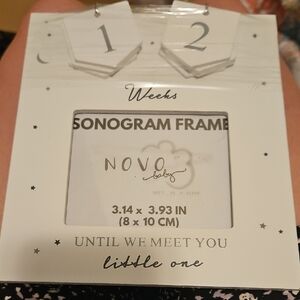 1 2
Weeks
SONOGRAM FRAME
NOVO
baby
3.14 x 3.93 IN
(8 x 10 CM)
UNTIL WE MEET YOU
little one